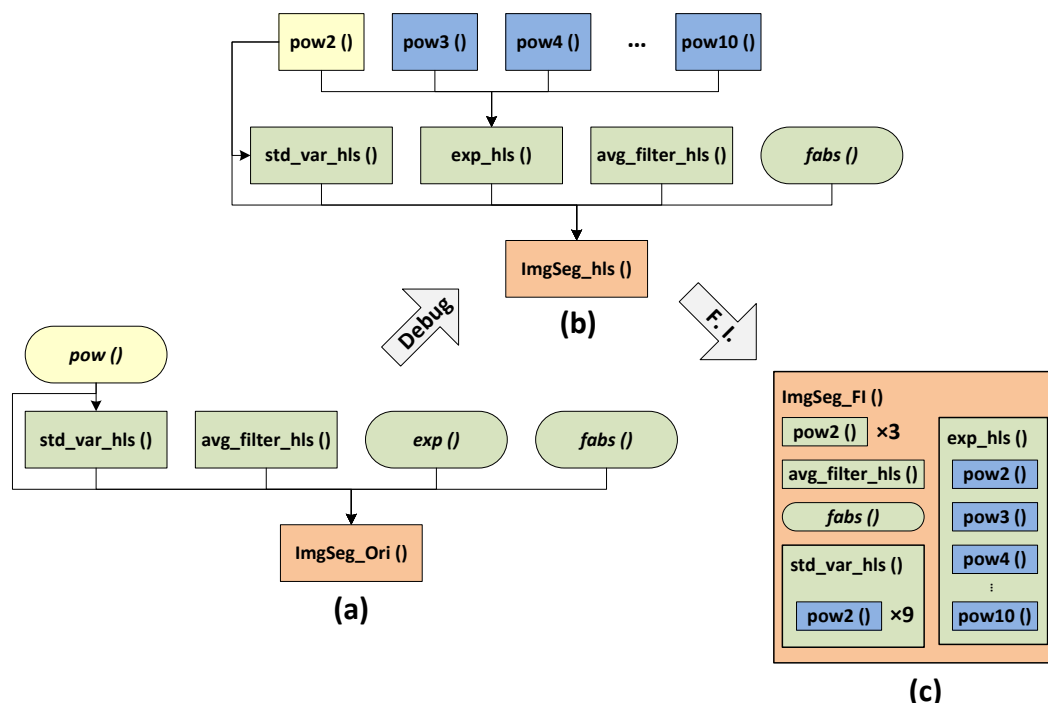 pow2 () pow3 () pow4 () ... pow10 ()
std_var_hls () exp_hls () avg_filter_hls () fabs ()
ImgSeg_hls ()
(b)
Debug
F. I.
pow ()
std_var_hls () avg_filter_hls () exp () fabs ()
ImgSeg_Ori ()
(a)
ImgSeg_FI ()
pow2 () ×3
avg_filter_hls ()
fabs ()
std_var_hls ()
pow2 () ×9
exp_hls ()
pow2 ()
pow3 ()
pow4 ()
...
pow10 ()
(c)